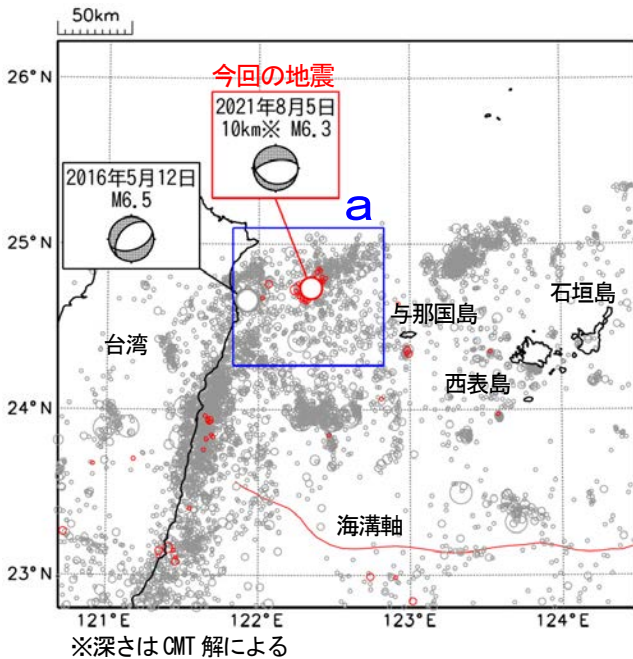 50km
26°N
今回の地震
2021年8月5日
10km※ M6.3
2016年5月12日
M6.5
a
25°N
与那国島
石垣島
台湾
西表島
24°N
海溝軸
23°N
121°E
122°E
123°E
124°E
※深さは CMT 解による